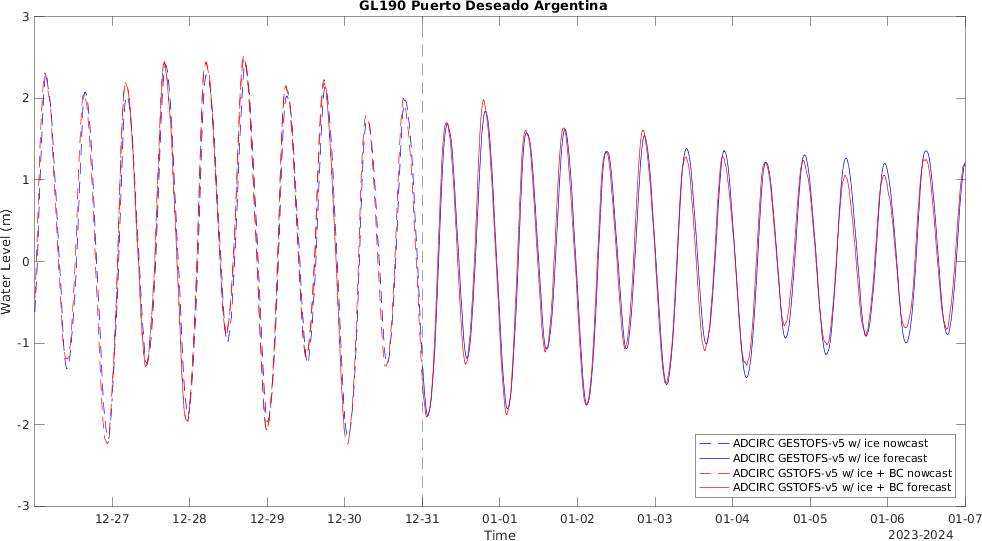 GL190 Puerto Deseado Argentina
3
2
1
0
-1
-2
-3
Water Level (m)
12-27
12-28
12-29
12-30
12-31
01-01
01-02
01-03
01-04
01-05
01-06
01-07
Time
2023-2024
ADCIRC GESTOFS-v5 w/ ice nowcast
ADCIRC GESTOFS-v5 w/ ice forecast
ADCIRC GSTOFS-v5 w/ ice + BC nowcast
ADCIRC GSTOFS-v5 w/ ice + BC forecast